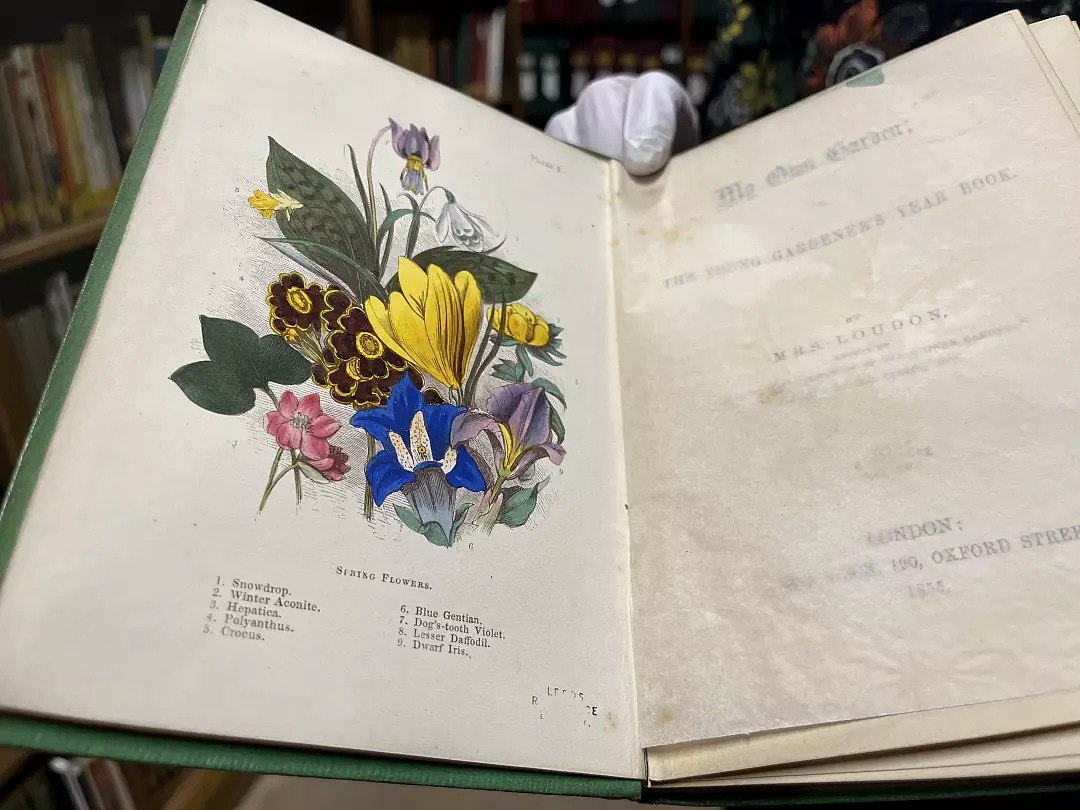 Plate 1.
SPRING FLOWERS.
1. Snowdrop.
2. Winter Aconite.
3. Hepatica.
4. Polyanthus.
5. Crocus.
6. Blue Gentian.
7. Dog's-tooth Violet.
8. Lesser Daffodil.
9. Dwarf Iris.
LEEDS
My Own Garden;
THE YOUNG GARDENER'S YEAR BOOK.
BY
MRS. LOUDON,
LONDON:
OXFORD STREE